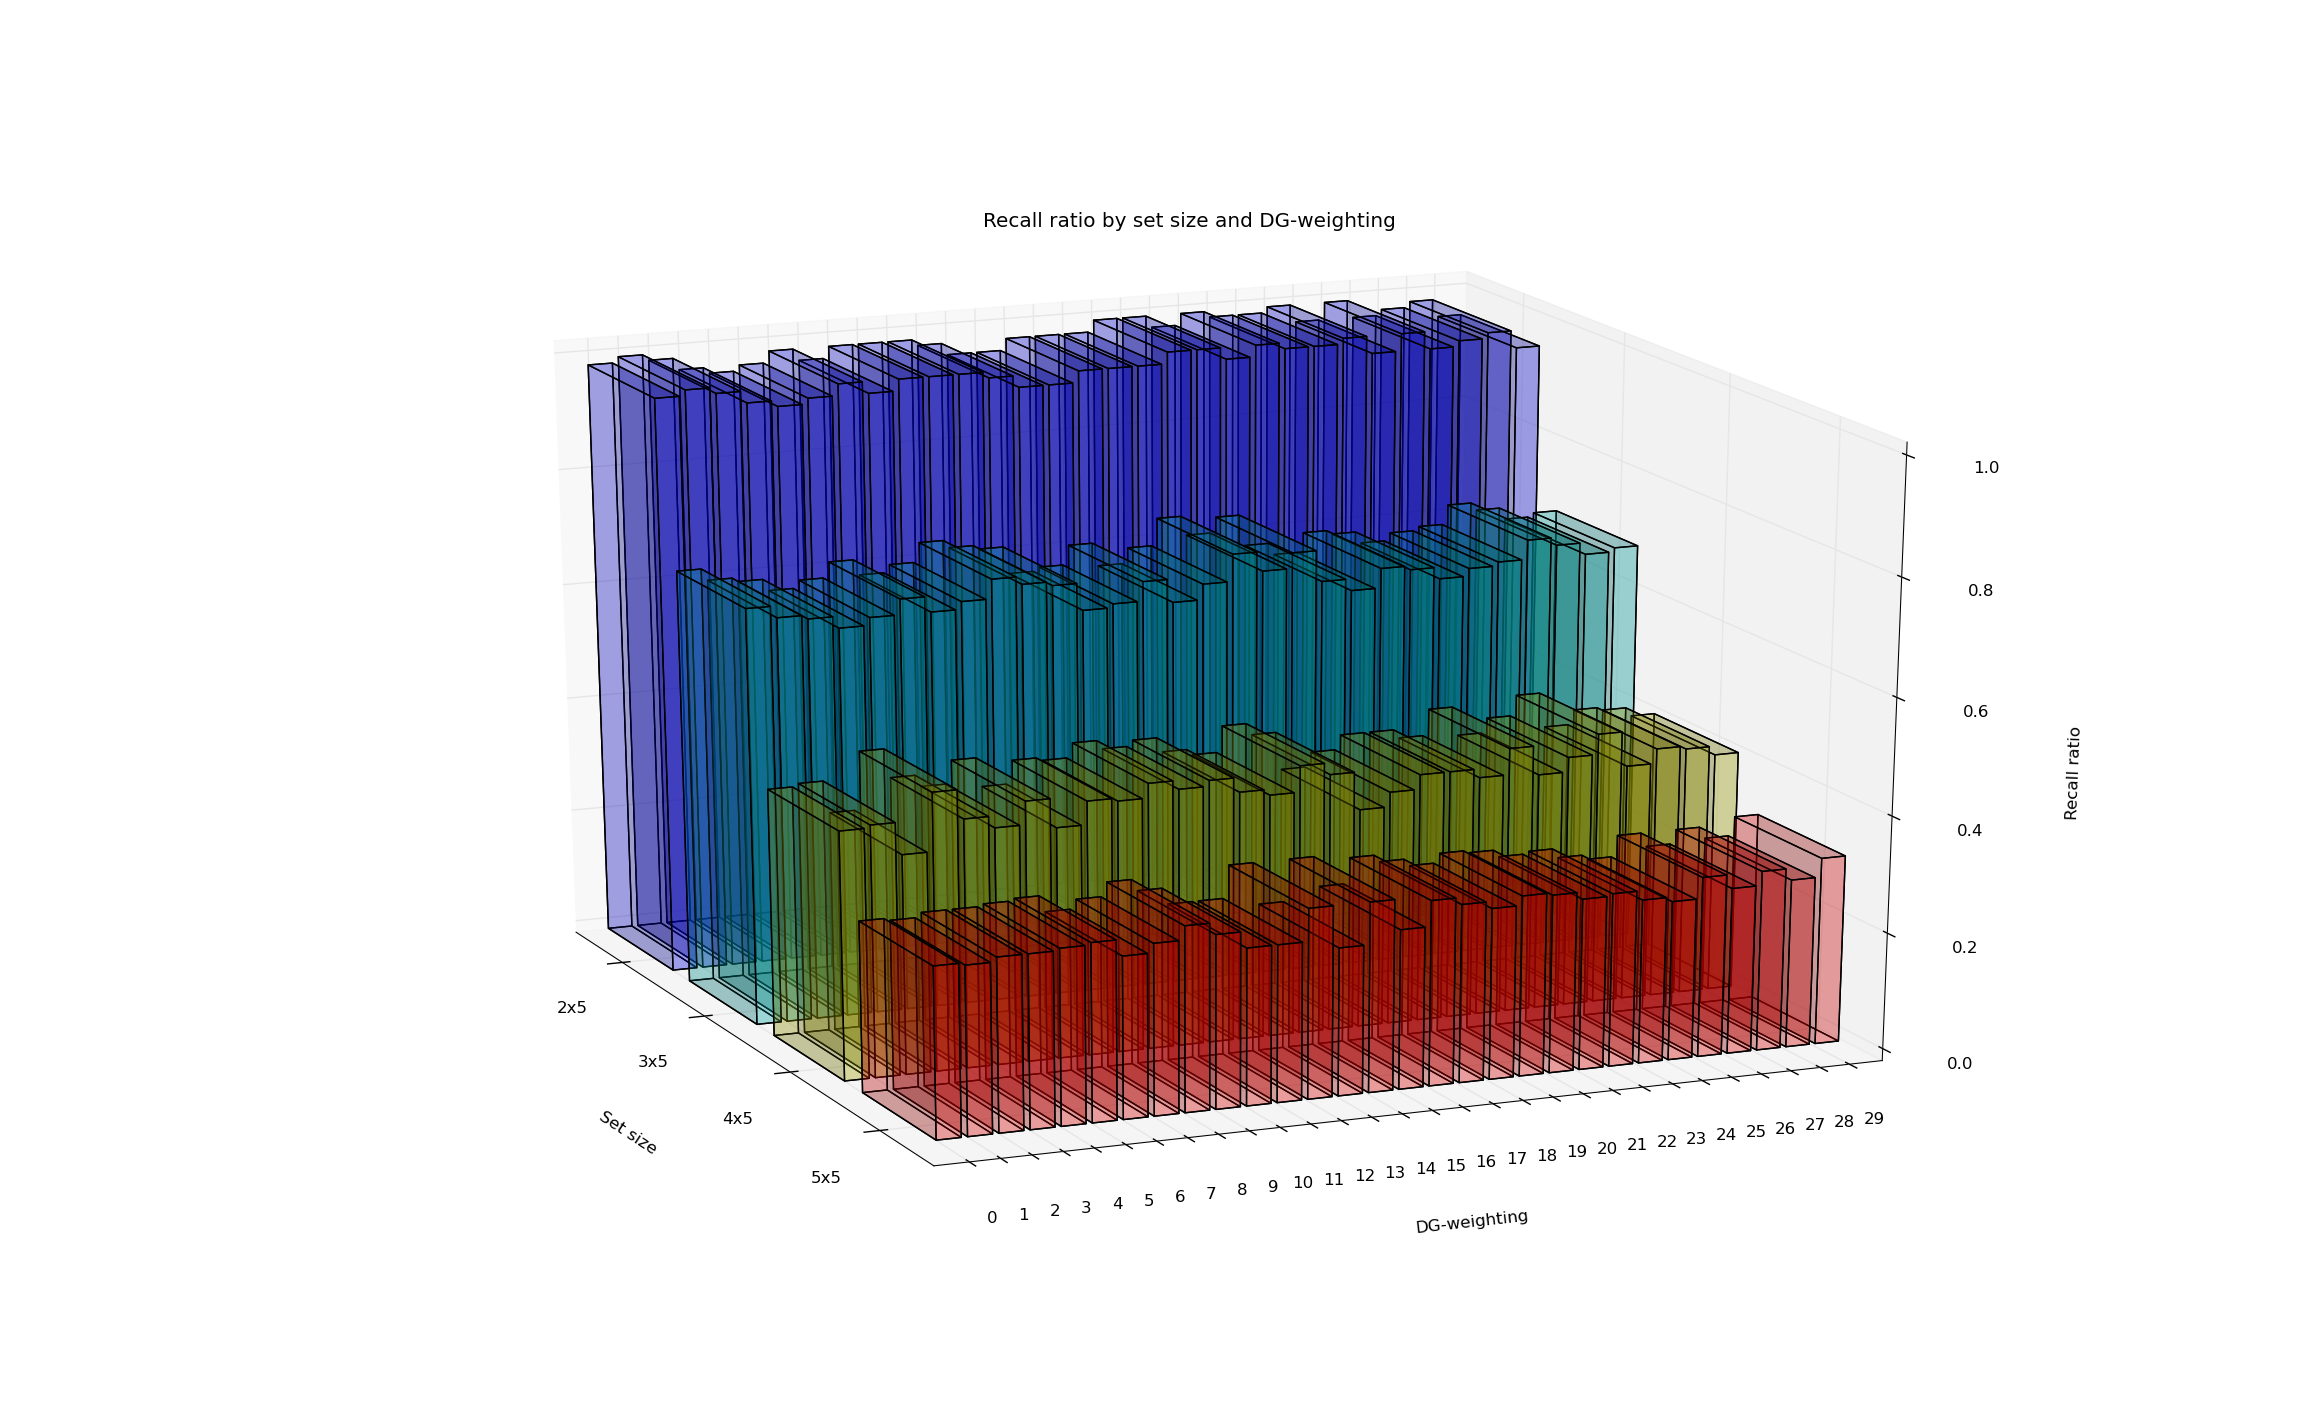 Recall ratio by set size and DG-weighting
1.0
0.8
0.6
0.4
0.2
0.0
Recall ratio
2x5
3x5
4x5
5x5
Set size
0 1 2 3 4 5 6 7 8 9 10 11 12 13 14 15 16 17 18 19 20 21 22 23 24 25 26 27 28 29
DG-weighting